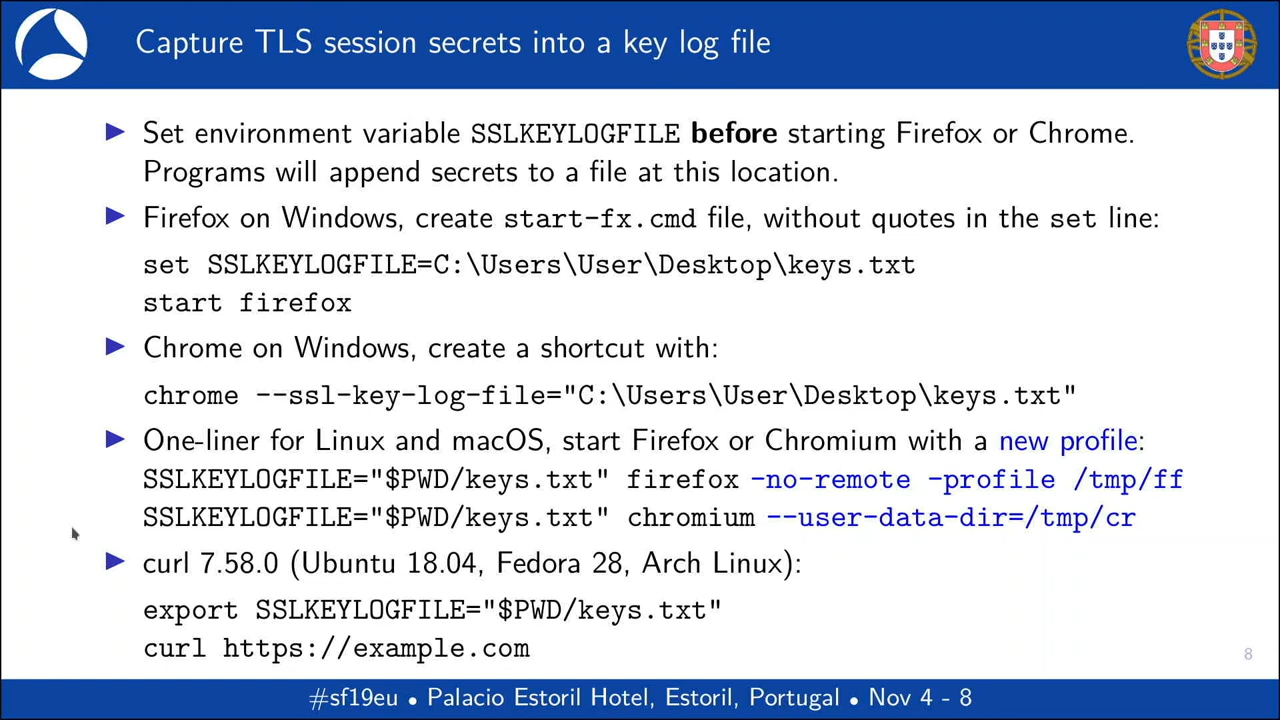 Capture TLS session secrets into a key log file
▶ Set environment variable SSLKEYLOGFILE before starting Firefox or Chrome.
Programs will append secrets to a file at this location.
▶ Firefox on Windows, create start-fx.cmd file, without quotes in the set line:
set SSLKEYLOGFILE=C:\Users\User\Desktop\keys.txt
start firefox
▶ Chrome on Windows, create a shortcut with:
chrome --ssl-key-log-file="C:\Users\User\Desktop\keys.txt"
▶ One-liner for Linux and macOS, start Firefox or Chromium with a new profile:
SSLKEYLOGFILE="$PWD/keys.txt" firefox -no-remote -profile /tmp/ff
SSLKEYLOGFILE="$PWD/keys.txt" chromium --user-data-dir=/tmp/cr
▶ curl 7.58.0 (Ubuntu 18.04, Fedora 28, Arch Linux):
export SSLKEYLOGFILE="$PWD/keys.txt"
curl https://example.com
8
#sf19eu • Palacio Estoril Hotel, Estoril, Portugal • Nov 4 - 8